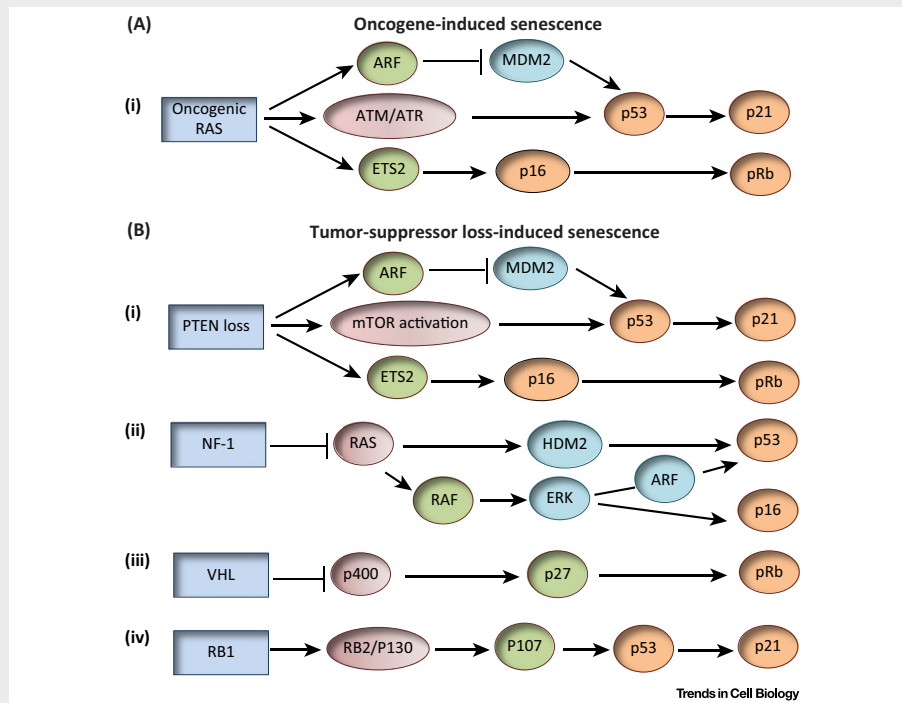 (A)
Oncogene-induced senescence
ARF
MDM2
(i)
Oncogenic
RAS
ATM/ATR
p53
p21
ETS2
p16
pRb
(B)
Tumor-suppressor loss-induced senescence
ARF
MDM2
(i)
PTEN loss
mTOR activation
p53
p21
ETS2
p16
pRb
(ii)
NF-1
RAS
HDM2
p53
RAF
ERK
ARF
p16
(iii)
VHL
p400
p27
pRb
(iv)
RB1
RB2/P130
P107
p53
p21
Trends in Cell Biology